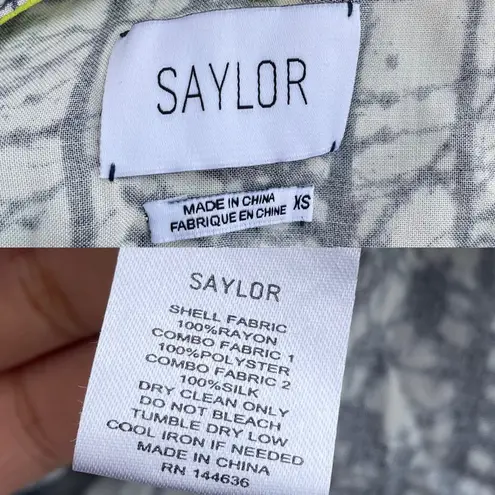 SAYLOR
MADE IN CHINA
FABRIQUE EN CHINE
XS
SAYLOR
SHELL FABRIC
100%RAYON
COMBO FABRIC 1
100%POLYSTER
COMBO FABRIC 2
100%SILK
DRY CLEAN ONLY
DO NOT BLEACH
TUMBLE DRY LOW
COOL IRON IF NEEDED
MADE IN CHINA
RN 144636